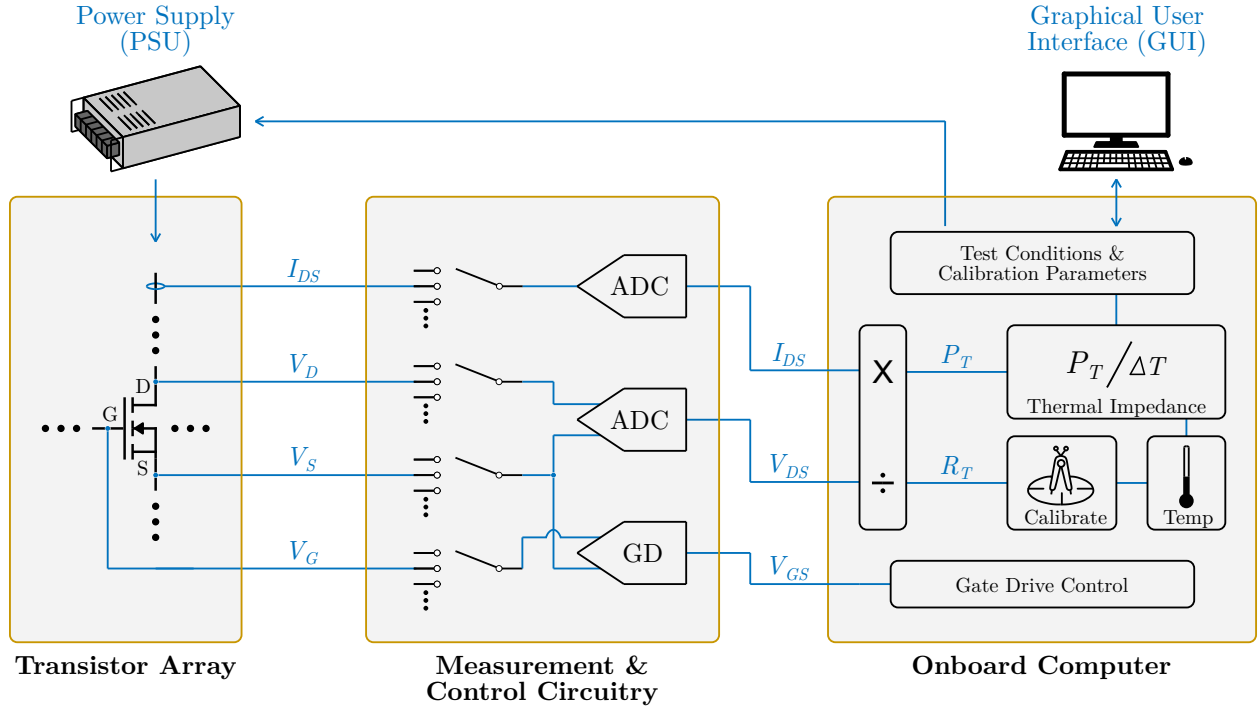 Power Supply
(PSU)
Graphical User
Interface (GUI)
I_DS
ADC
V_D
D
G
S
ADC
V_S
V_G
GD
Test Conditions &
Calibration Parameters
I_DS
X
P_T
P_T / ΔT
Thermal Impedance
V_DS
÷
R_T
Calibrate
Temp
V_GS
Gate Drive Control
Transistor Array
Measurement &
Control Circuitry
Onboard Computer